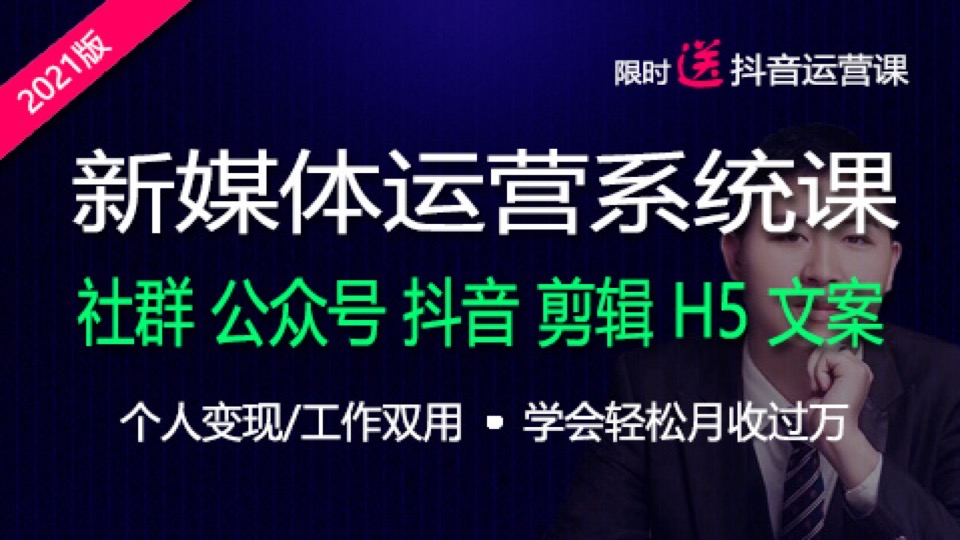 2021版
限时送抖音运营课
新媒体运营系统课
社群 公众号 抖音 剪辑 H5 文案
个人变现/工作双用 · 学会轻松月收过万